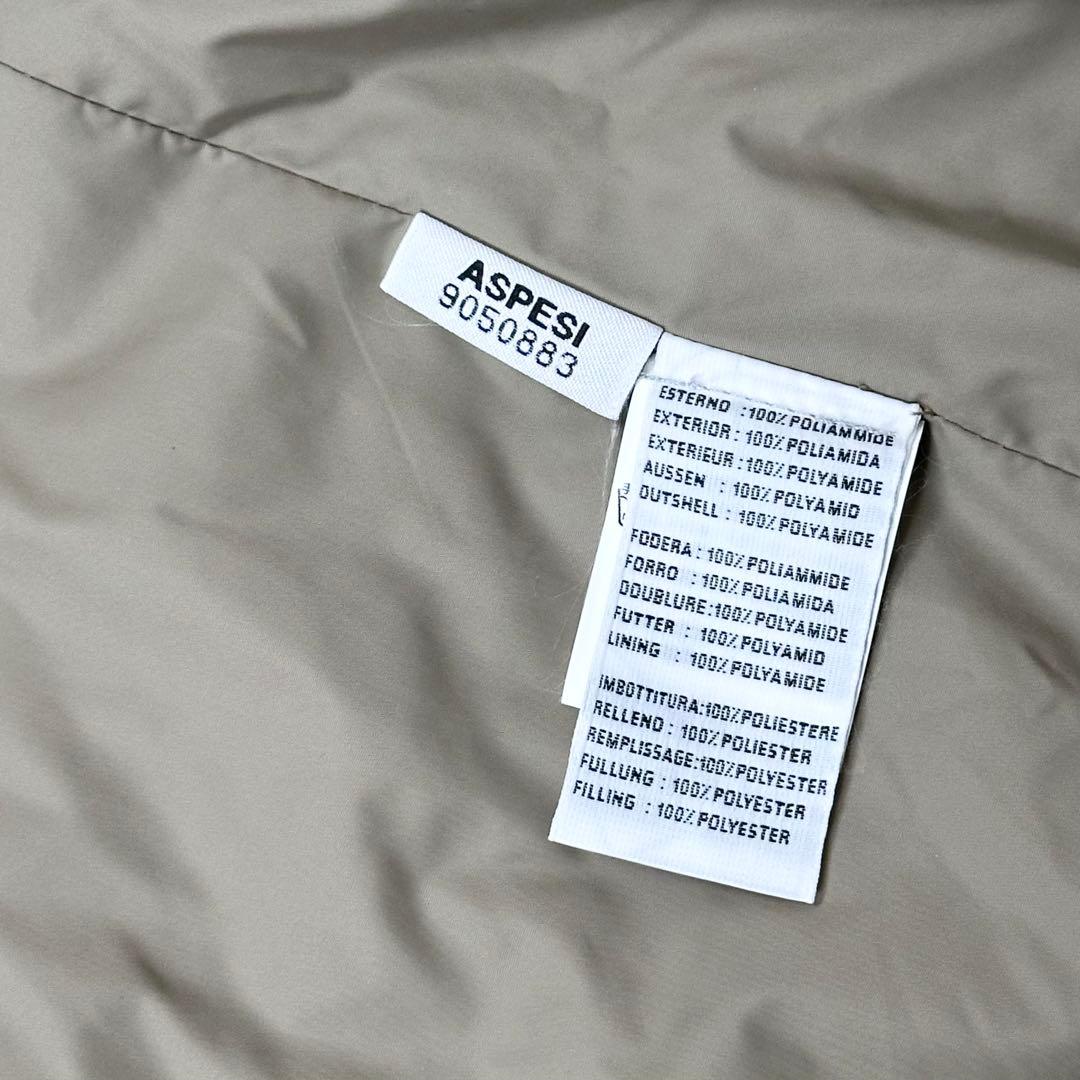 ASPESI
9050883
ESTERNO : 100% POLIAMMIDE
EXTERIOR : 100% POLIAMIDA
EXTERIEUR : 100% POLYAMIDE
AUSSEN : 100% POLYAMID
OUTSHELL : 100% POLYAMIDE
FODERA : 100% POLIAMMIDE
FORRO : 100% POLIAMIDA
DOUBLURE: 100% POLYAMIDE
FUTTER : 100% POLYAMID
LINING : 100% POLYAMIDE
IMBOTTITURA: 100% POLIESTERE
RELLENO : 100% POLIESTER
REMPLISSAGE: 100% POLYESTER
FULLUNG : 100% POLYESTER
FILLING : 100% POLYESTER